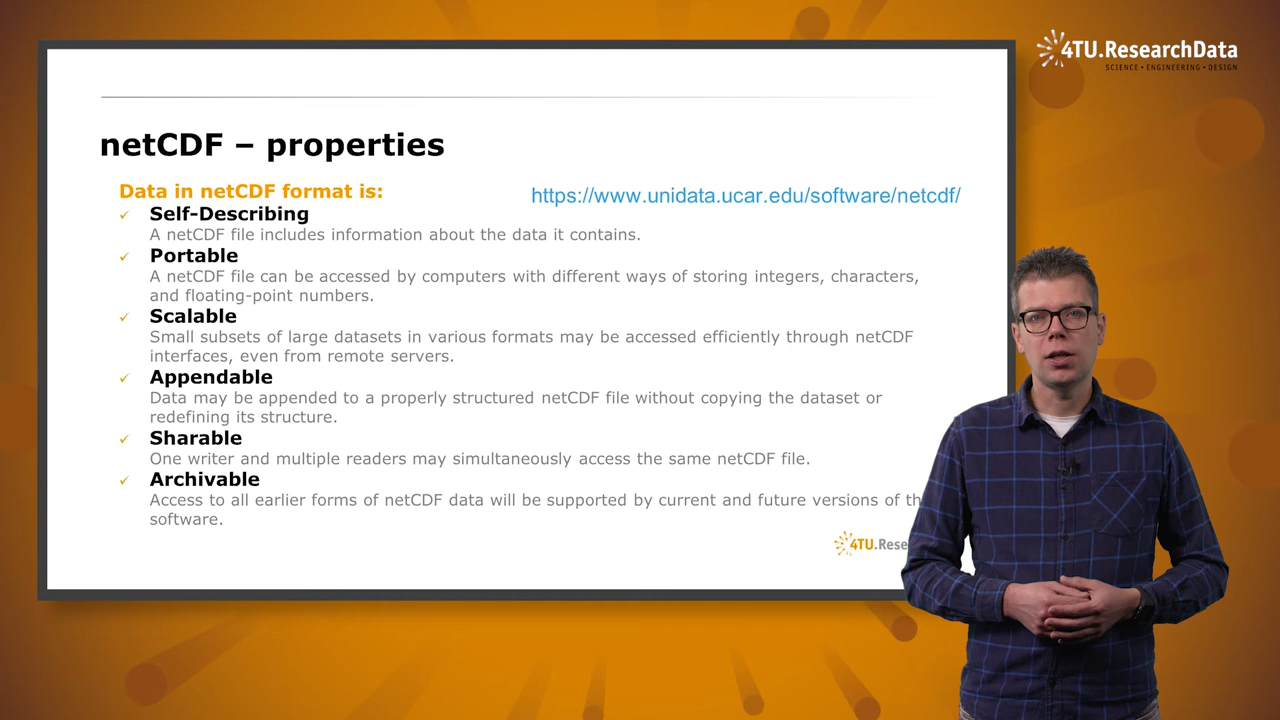 4TU.ResearchData
SCIENCE • ENGINEERING • DESIGN
netCDF – properties
Data in netCDF format is:
https://www.unidata.ucar.edu/software/netcdf/
✓ Self-Describing
A netCDF file includes information about the data it contains.
✓ Portable
A netCDF file can be accessed by computers with different ways of storing integers, characters,
and floating-point numbers.
✓ Scalable
Small subsets of large datasets in various formats may be accessed efficiently through netCDF
interfaces, even from remote servers.
✓ Appendable
Data may be appended to a properly structured netCDF file without copying the dataset or
redefining its structure.
✓ Sharable
One writer and multiple readers may simultaneously access the same netCDF file.
✓ Archivable
Access to all earlier forms of netCDF data will be supported by current and future versions of
software.